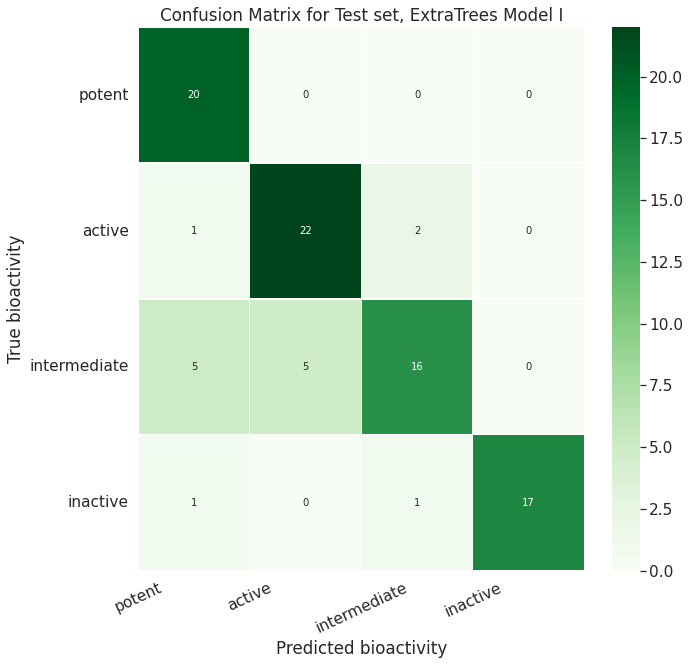 Confusion Matrix for Test set, ExtraTrees Model I
potent
20
0
0
0
active
1
22
2
0
intermediate
5
5
16
0
inactive
1
0
1
17
True bioactivity
potent
active
intermediate
inactive
Predicted bioactivity
20.0
17.5
15.0
12.5
10.0
7.5
5.0
2.5
0.0